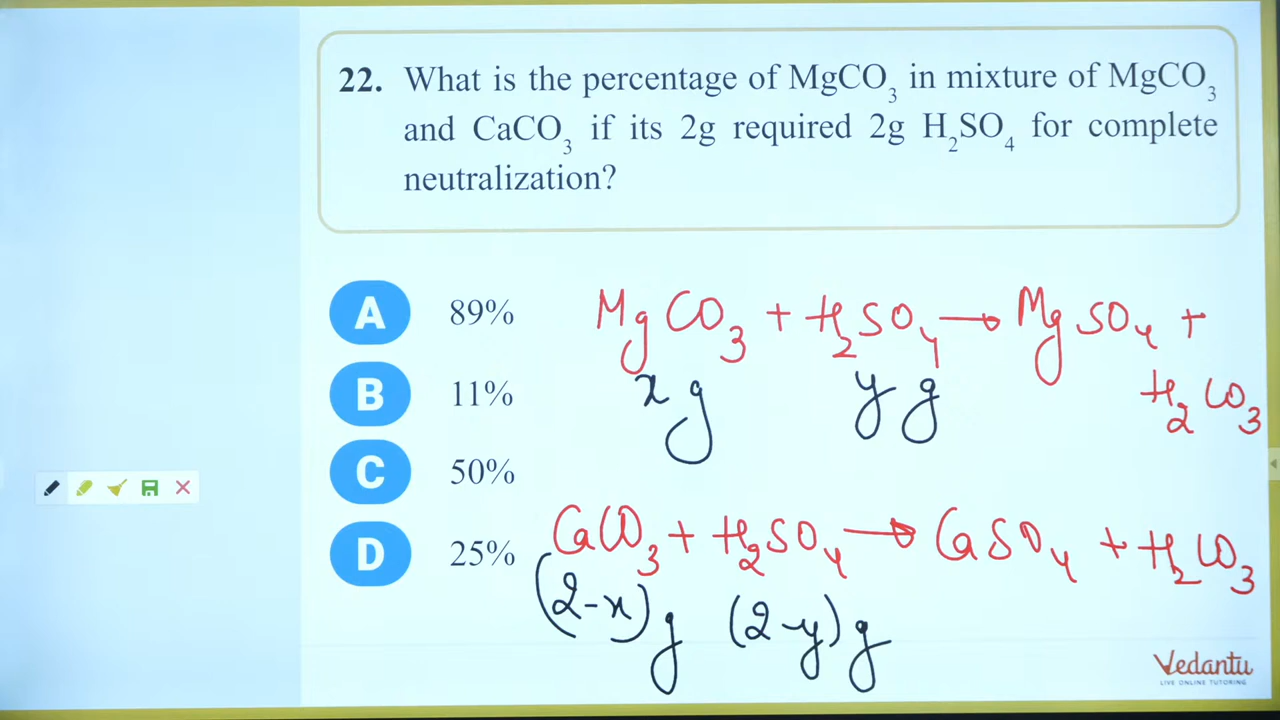 22. What is the percentage of MgCO₃ in mixture of MgCO₃
and CaCO₃ if its 2g required 2g H₂SO₄ for complete
neutralization?
A 89%
B 11%
C 50%
D 25%
MgCO₃ + H₂SO₄ → MgSO₄ +
H₂CO₃
x g y g
CaCO₃ + H₂SO₄ → CaSO₄ + H₂CO₃
(2-x) g (2-y) g
Vedantu
LIVE ONLINE TUTORING